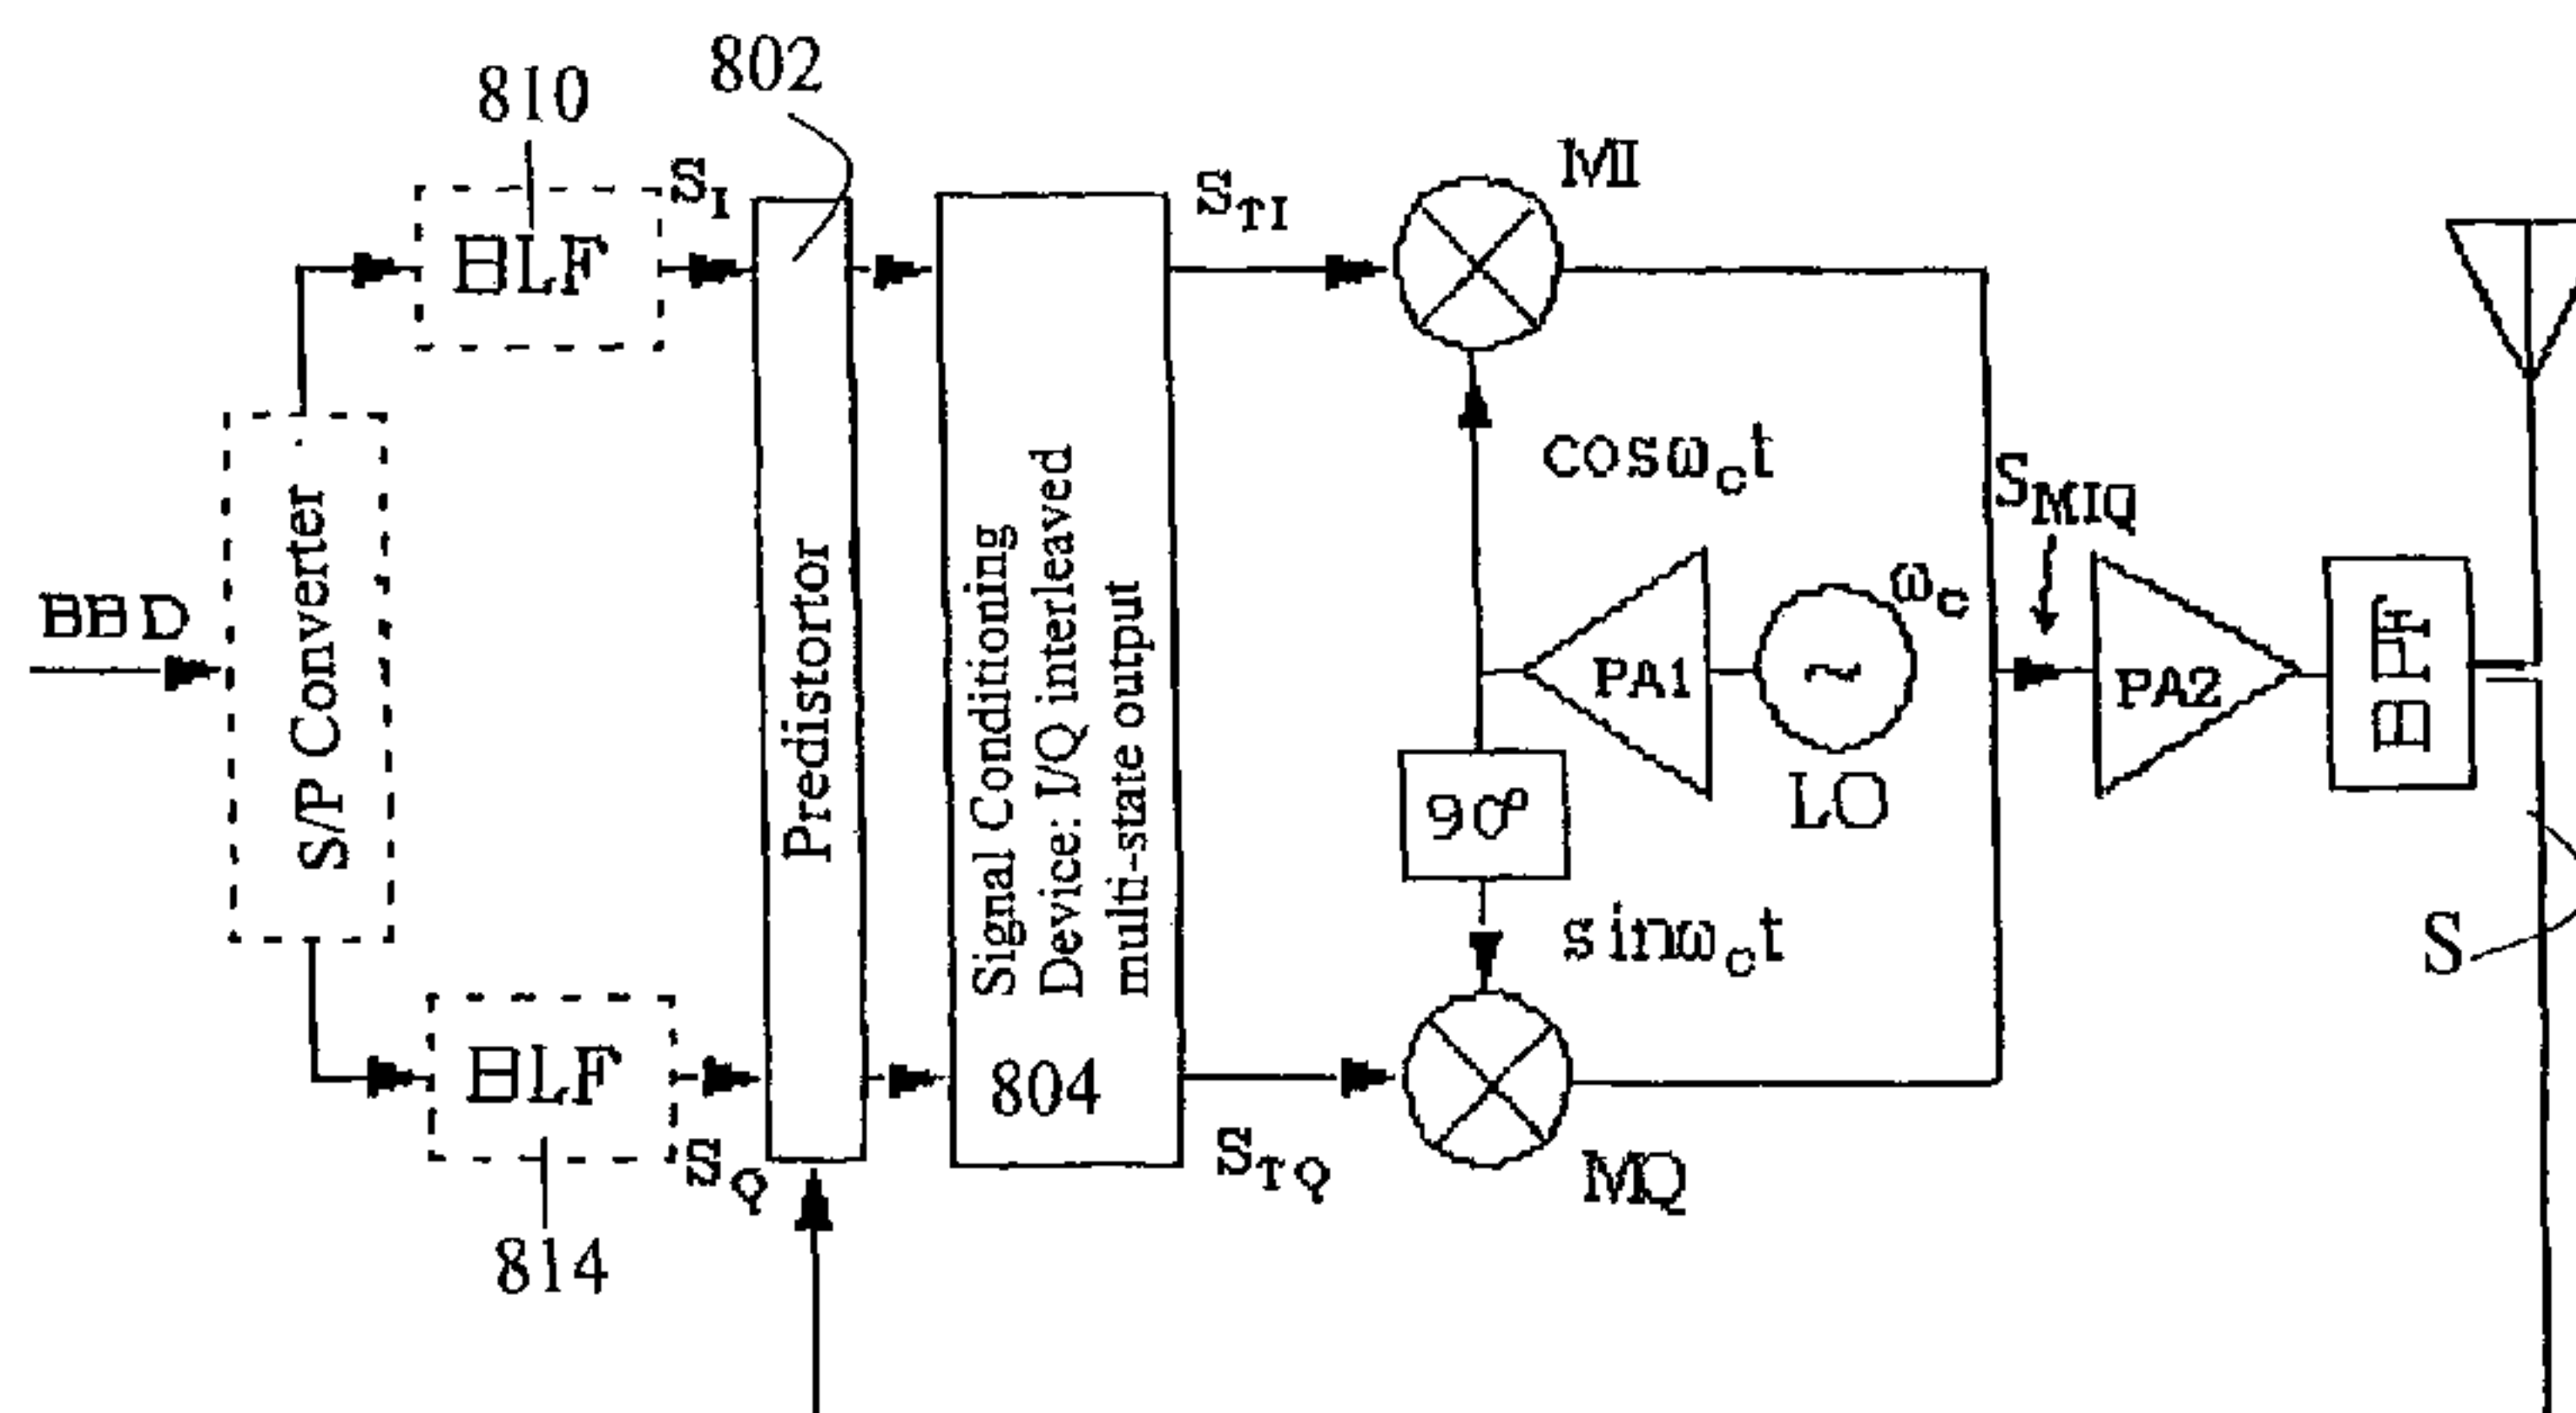 802
810
S_I
BLF
S_TI
MI
cosω_ct
S_MIQ
ω_c
BBD
S/P Converter
Predistortor
Signal Conditioning
Device: I/Q interleaved
multi-state output
804
PA1
~
LO
PA2
BPF
90°
sinω_ct
S
BLF
S_Q
S_TQ
MQ
814